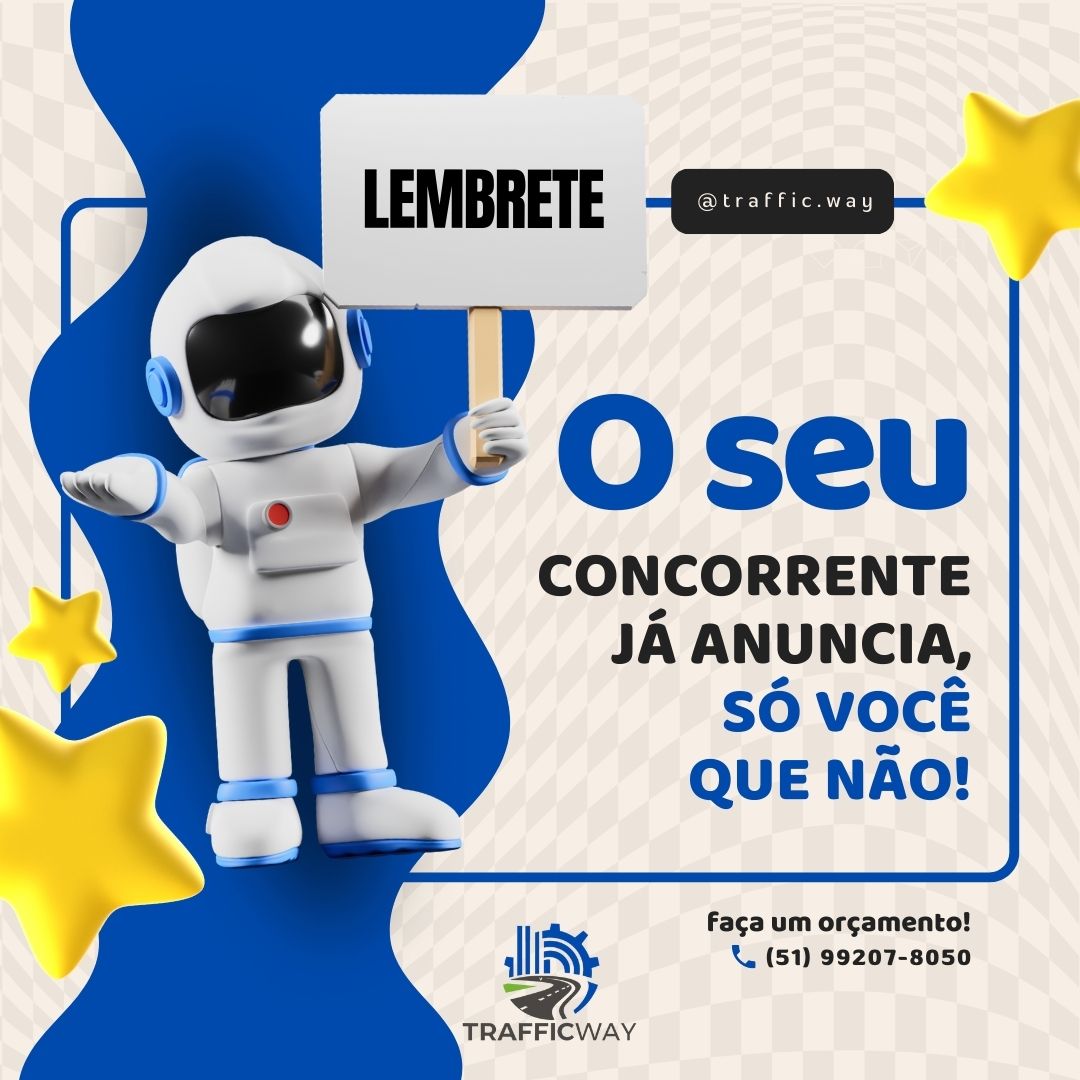 LEMBRETE
@traffic.way
O seu
CONCORRENTE
JÁ ANUNCIA,
SÓ VOCÊ
QUE NÃO!
faça um orçamento!
(51) 99207-8050
TRAFFICWAY